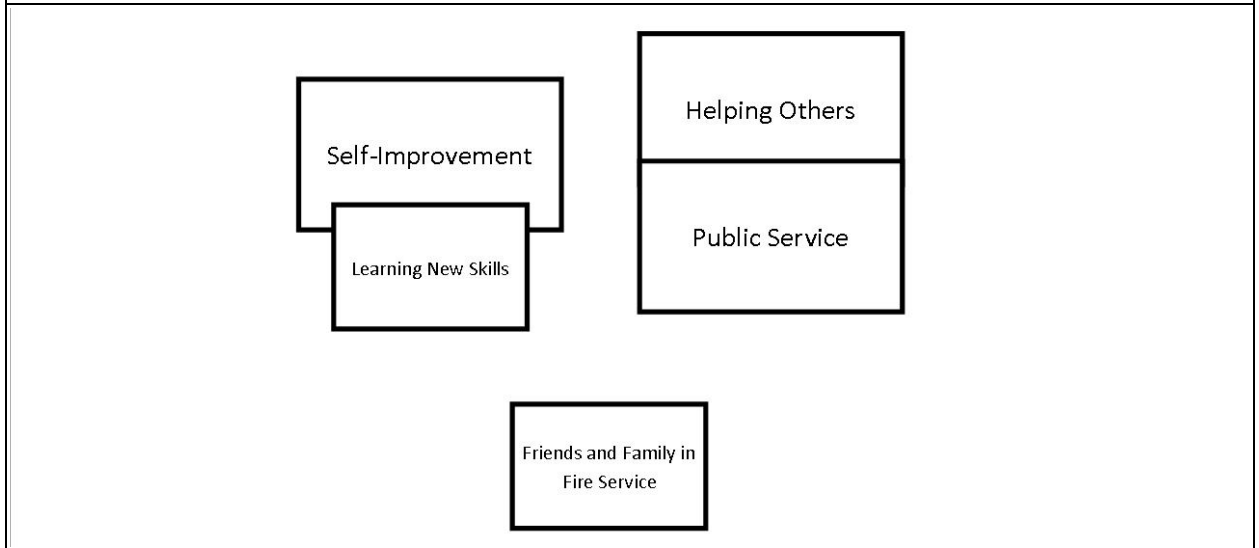 Helping Others
Self-Improvement
Public Service
Learning New Skills
Friends and Family in
Fire Service